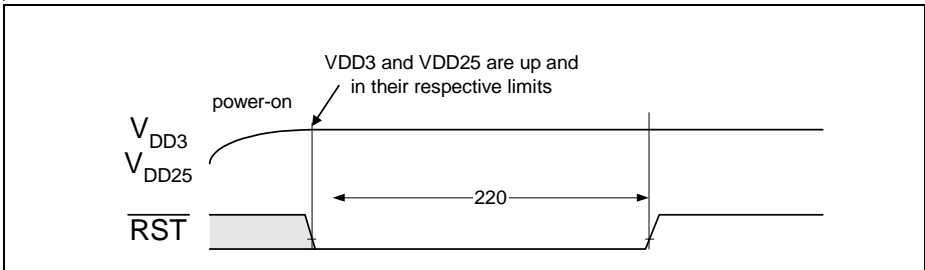 VDD3 and VDD25 are up and
in their respective limits
power-on
VDD3
VDD25
220
RST